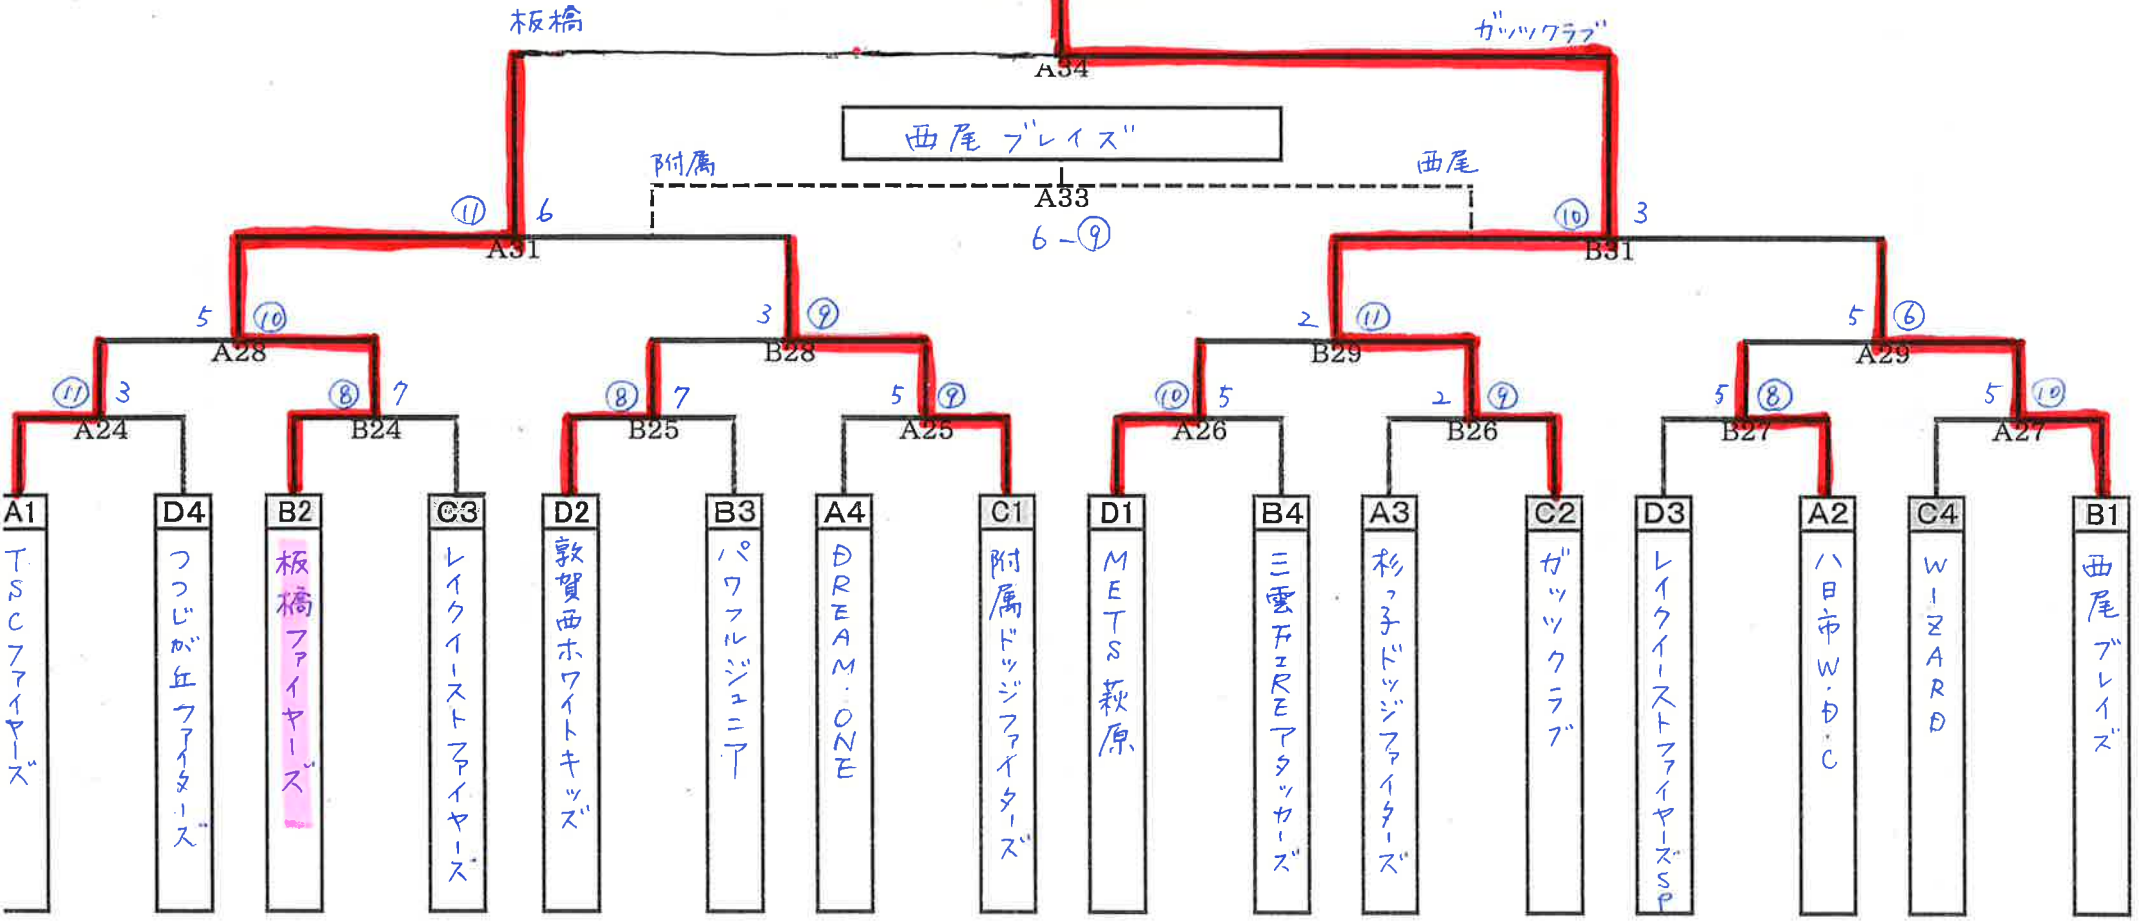 板橋
ガッツクラブ
A34
西尾ブレイズ
附属
西尾
A33
6-⑨
⑪ 6
A31
⑩ 3
B31
5 ⑩
A28
3 ⑨
B28
2 ⑪
B29
5 ⑥
A29
⑪ 3
A24
⑧ 7
B24
⑧ 7
B25
5 ⑨
A25
⑩ 5
A26
2 ⑨
B26
5 ⑧
B27
5 ⑩
A27
A1
TSCファイヤーズ
D4
つつじが丘ファイターズ
B2
板橋ファイヤーズ
C3
レイクイーストファイヤーズ
D2
敦賀西ホワイトキッズ
B3
パワフルジュニア
A4
DREAM.ONE
C1
附属ドッジファイターズ
D1
METS萩原
B4
三雲FIREアタッカーズ
A3
杉っ子ドッジファイターズ
C2
ガッツクラブ
D3
レイクイーストファイヤーズSP
A2
八日市W.D.C
C4
WIZARD
B1
西尾ブレイズ